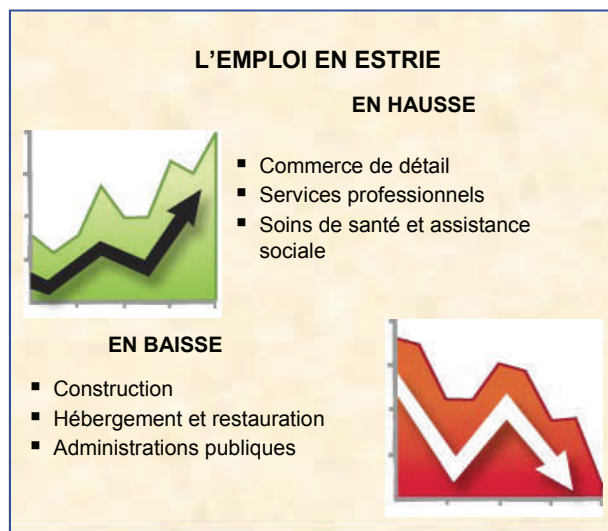 L'EMPLOI EN ESTRIE
EN HAUSSE
▪ Commerce de détail
▪ Services professionnels
▪ Soins de santé et assistance
sociale
EN BAISSE
▪ Construction
▪ Hébergement et restauration
▪ Administrations publiques